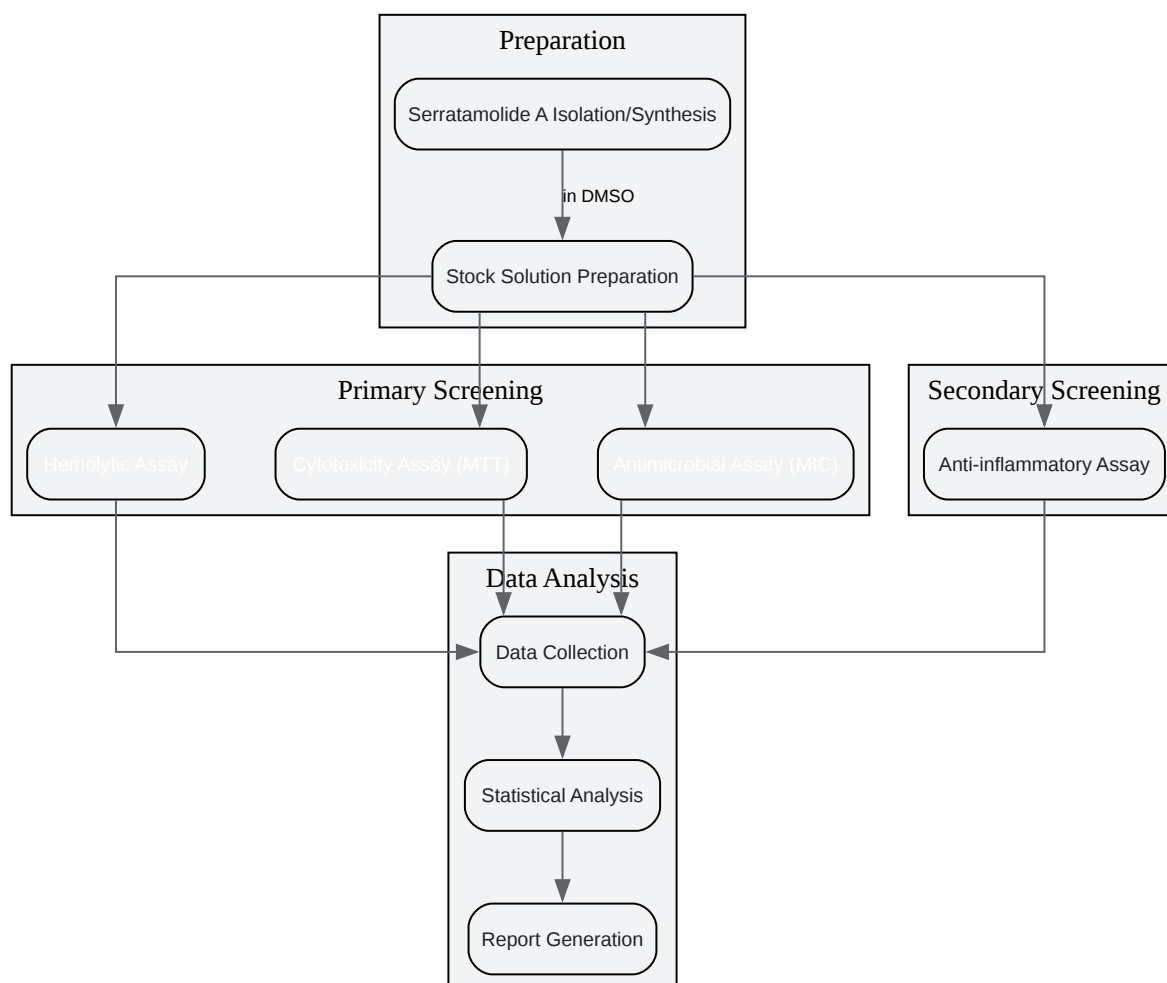 Preparation
Serratamolide A Isolation/Synthesis
in DMSO
Stock Solution Preparation
Primary Screening
Secondary Screening
Hemolytic Assay
Cytotoxicity Assay (MTT)
Antimicrobial Assay (MIC)
Anti-inflammatory Assay
Data Analysis
Data Collection
Statistical Analysis
Report Generation